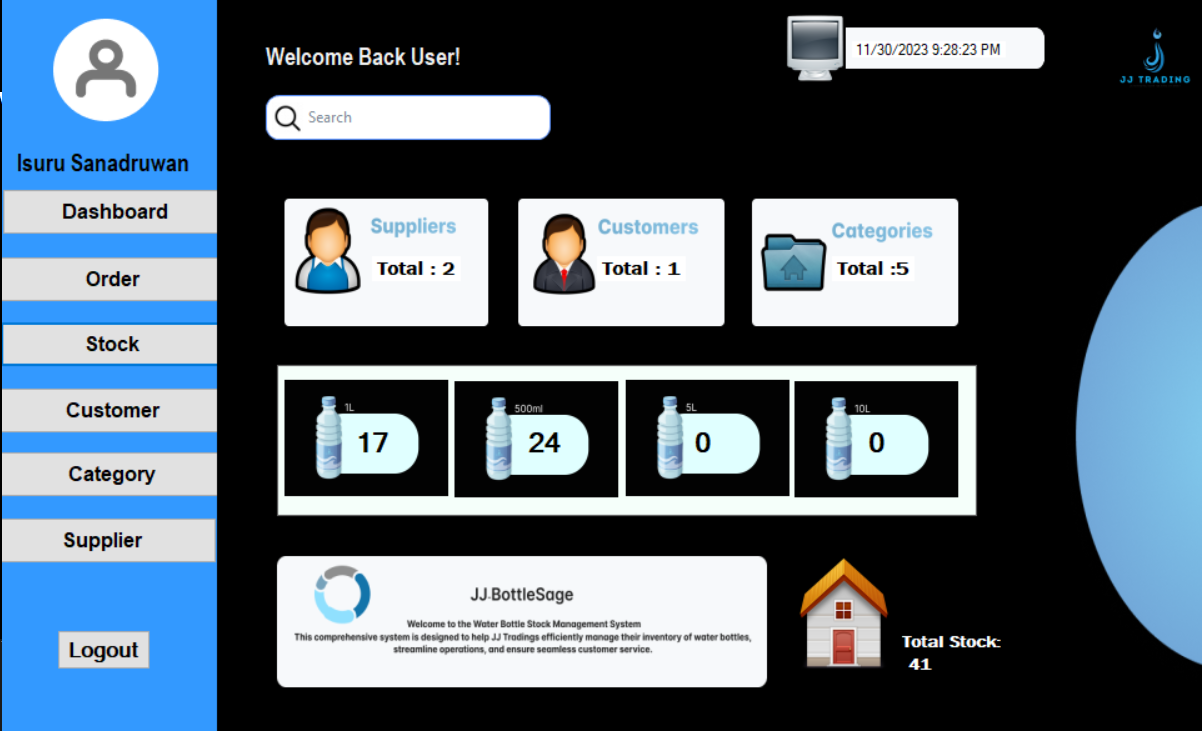 Isuru Sanadruwan
Dashboard
Order
Stock
Customer
Category
Supplier
Logout
Welcome Back User!
Search
11/30/2023 9:28:23 PM
JJ TRADING
Suppliers
Total : 2
Customers
Total : 1
Categories
Total :5
1L
17
500ml
24
5L
0
10L
0
JJ.BottleSage
Welcome to the Water Bottle Stock Management System
This comprehensive system is designed to help JJ Tradings efficiently manage their inventory of water bottles,
streamline operations, and ensure seamless customer service.
Total Stock:
41